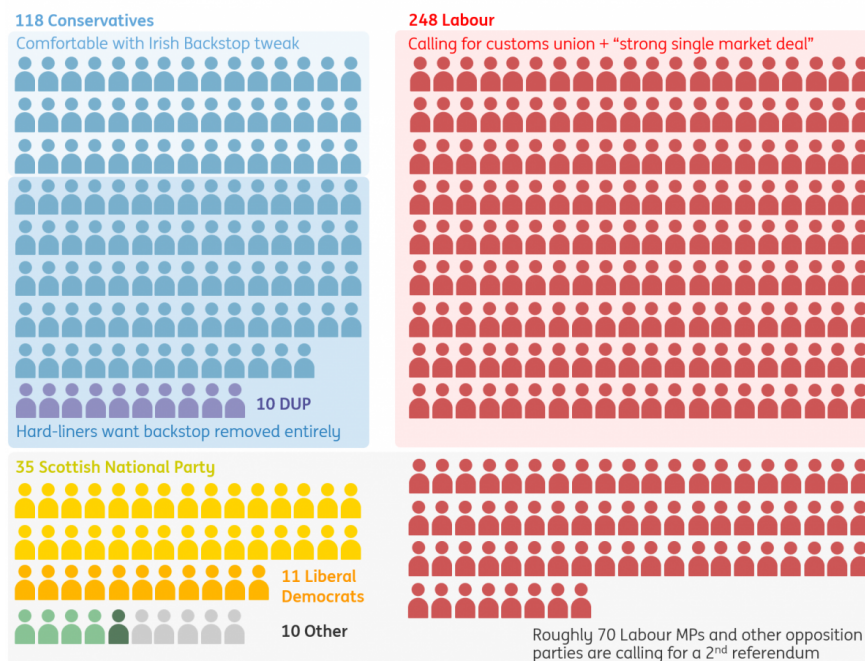 118 Conservatives
Comfortable with Irish Backstop tweak
10 DUP
Hard-liners want backstop removed entirely
248 Labour
Calling for customs union + “strong single market deal”
35 Scottish National Party
11 Liberal
Democrats
10 Other
Roughly 70 Labour MPs and other opposition
parties are calling for a 2nd referendum